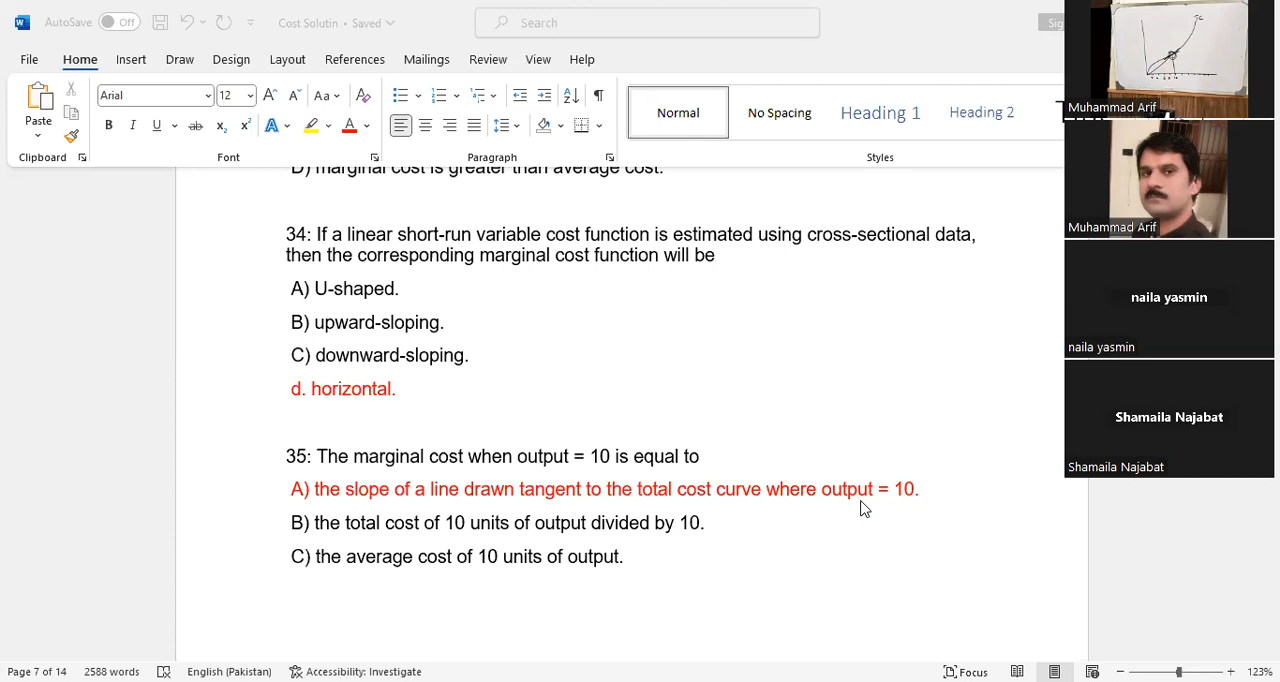 AutoSave Off Cost Solutin • Saved Search Sig
File Home Insert Draw Design Layout References Mailings Review View Help
Paste
Arial 12 Aa
B I U ab x₂ x² A A
Normal No Spacing Heading 1 Heading 2
Clipboard Font Paragraph Styles
D) marginal cost is greater than average cost.
34: If a linear short-run variable cost function is estimated using cross-sectional data,
then the corresponding marginal cost function will be
A) U-shaped.
B) upward-sloping.
C) downward-sloping.
d. horizontal.
35: The marginal cost when output = 10 is equal to
A) the slope of a line drawn tangent to the total cost curve where output = 10.
B) the total cost of 10 units of output divided by 10.
C) the average cost of 10 units of output.
Page 7 of 14 2588 words English (Pakistan) Accessibility: Investigate Focus 123%
Muhammad Arif
Muhammad Arif
naila yasmin
naila yasmin
Shamaila Najabat
Shamaila Najabat